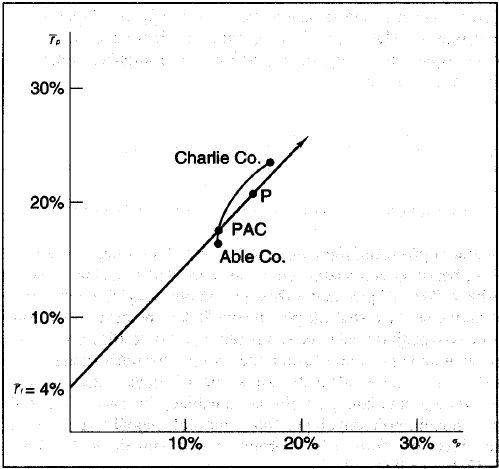 r̅ₚ
30%
Charlie Co.
20%
P
PAC
Able Co.
10%
r̅f = 4%
10%
20%
30%
σₚ